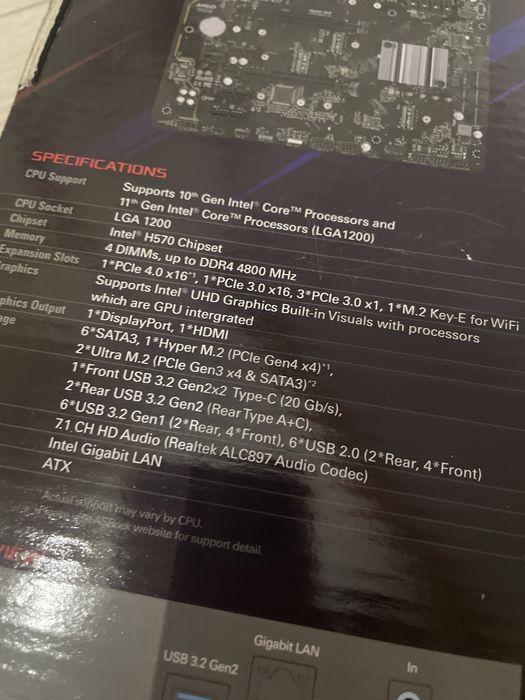 SPECIFICATIONS
CPU Support Supports 10th Gen Intel® Core™ Processors and
11th Gen Intel® Core™ Processors (LGA1200)
CPU Socket LGA 1200
Chipset Intel® H570 Chipset
Memory 4 DIMMs, up to DDR4 4800 MHz
Expansion Slots 1*PCIe 4.0 x16*1, 1*PCIe 3.0 x16, 3*PCIe 3.0 x1, 1*M.2 Key-E for WiFi
raphics Supports Intel® UHD Graphics Built-in Visuals with processors
which are GPU intergrated
phics Output 1*DisplayPort, 1*HDMI
age 6*SATA3, 1*Hyper M.2 (PCIe Gen4 x4)*1,
2*Ultra M.2 (PCIe Gen3 x4 & SATA3)*2
1*Front USB 3.2 Gen2x2 Type-C (20 Gb/s),
2*Rear USB 3.2 Gen2 (Rear Type A+C),
6*USB 3.2 Gen1 (2*Rear, 4*Front), 6*USB 2.0 (2*Rear, 4*Front)
7.1 CH HD Audio (Realtek ALC897 Audio Codec)
Intel Gigabit LAN
ATX
*Actual support may vary by CPU.
ASRock website for support detail.
USB 3.2 Gen2
Gigabit LAN
In